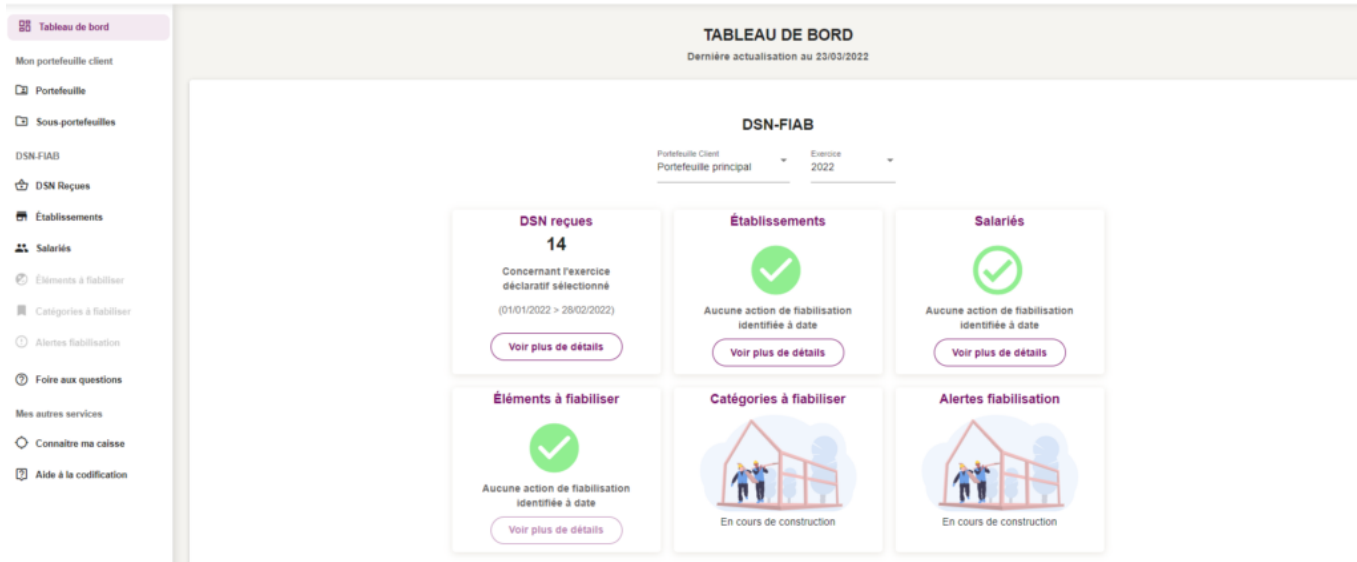 Tableau de bord
Mon portefeuille client
Portefeuille
Sous-portefeuilles
DSN-FIAB
DSN Reçues
Établissements
Salariés
Éléments à fiabiliser
Catégories à fiabiliser
Alertes fiabilisation
Foire aux questions
Mes autres services
Connaître ma caisse
Aide à la codification
TABLEAU DE BORD
Dernière actualisation au 23/03/2022
DSN-FIAB
Portefeuille Client
Portefeuille principal
Exercice
2022
DSN reçues
14
Concernant l'exercice
déclaratif sélectionné
(01/01/2022 > 28/02/2022)
Voir plus de détails
Établissements
Aucune action de fiabilisation
identifiée à date
Voir plus de détails
Salariés
Aucune action de fiabilisation
identifiée à date
Voir plus de détails
Éléments à fiabiliser
Aucune action de fiabilisation
identifiée à date
Voir plus de détails
Catégories à fiabiliser
En cours de construction
Alertes fiabilisation
En cours de construction